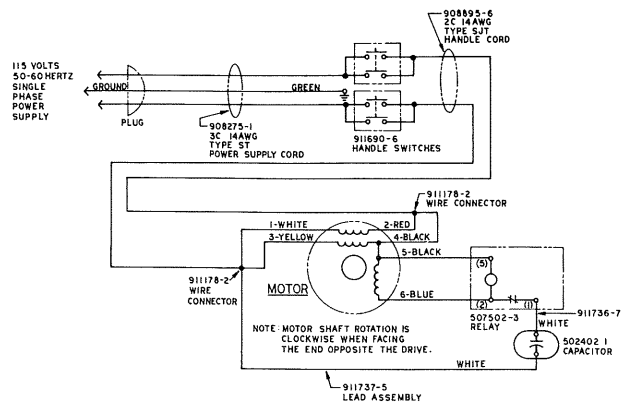 908895-6
2C 14AWG
TYPE SJT
HANDLE CORD
115 VOLTS
50-60 HERTZ
SINGLE
PHASE
POWER
SUPPLY
GROUND
GREEN
PLUG
908275-1
3C 14AWG
TYPE ST
POWER SUPPLY CORD
911690-6
HANDLE SWITCHES
911178-2
WIRE CONNECTOR
1-WHITE
2-RED
3-YELLOW
4-BLACK
5-BLACK
911178-2
WIRE
CONNECTOR
MOTOR
6-BLUE
(5)
(2)
(1)
507502-3
RELAY
911736-7
WHITE
502402 1
CAPACITOR
NOTE: MOTOR SHAFT ROTATION IS
CLOCKWISE WHEN FACING
THE END OPPOSITE THE DRIVE.
WHITE
911737-5
LEAD ASSEMBLY